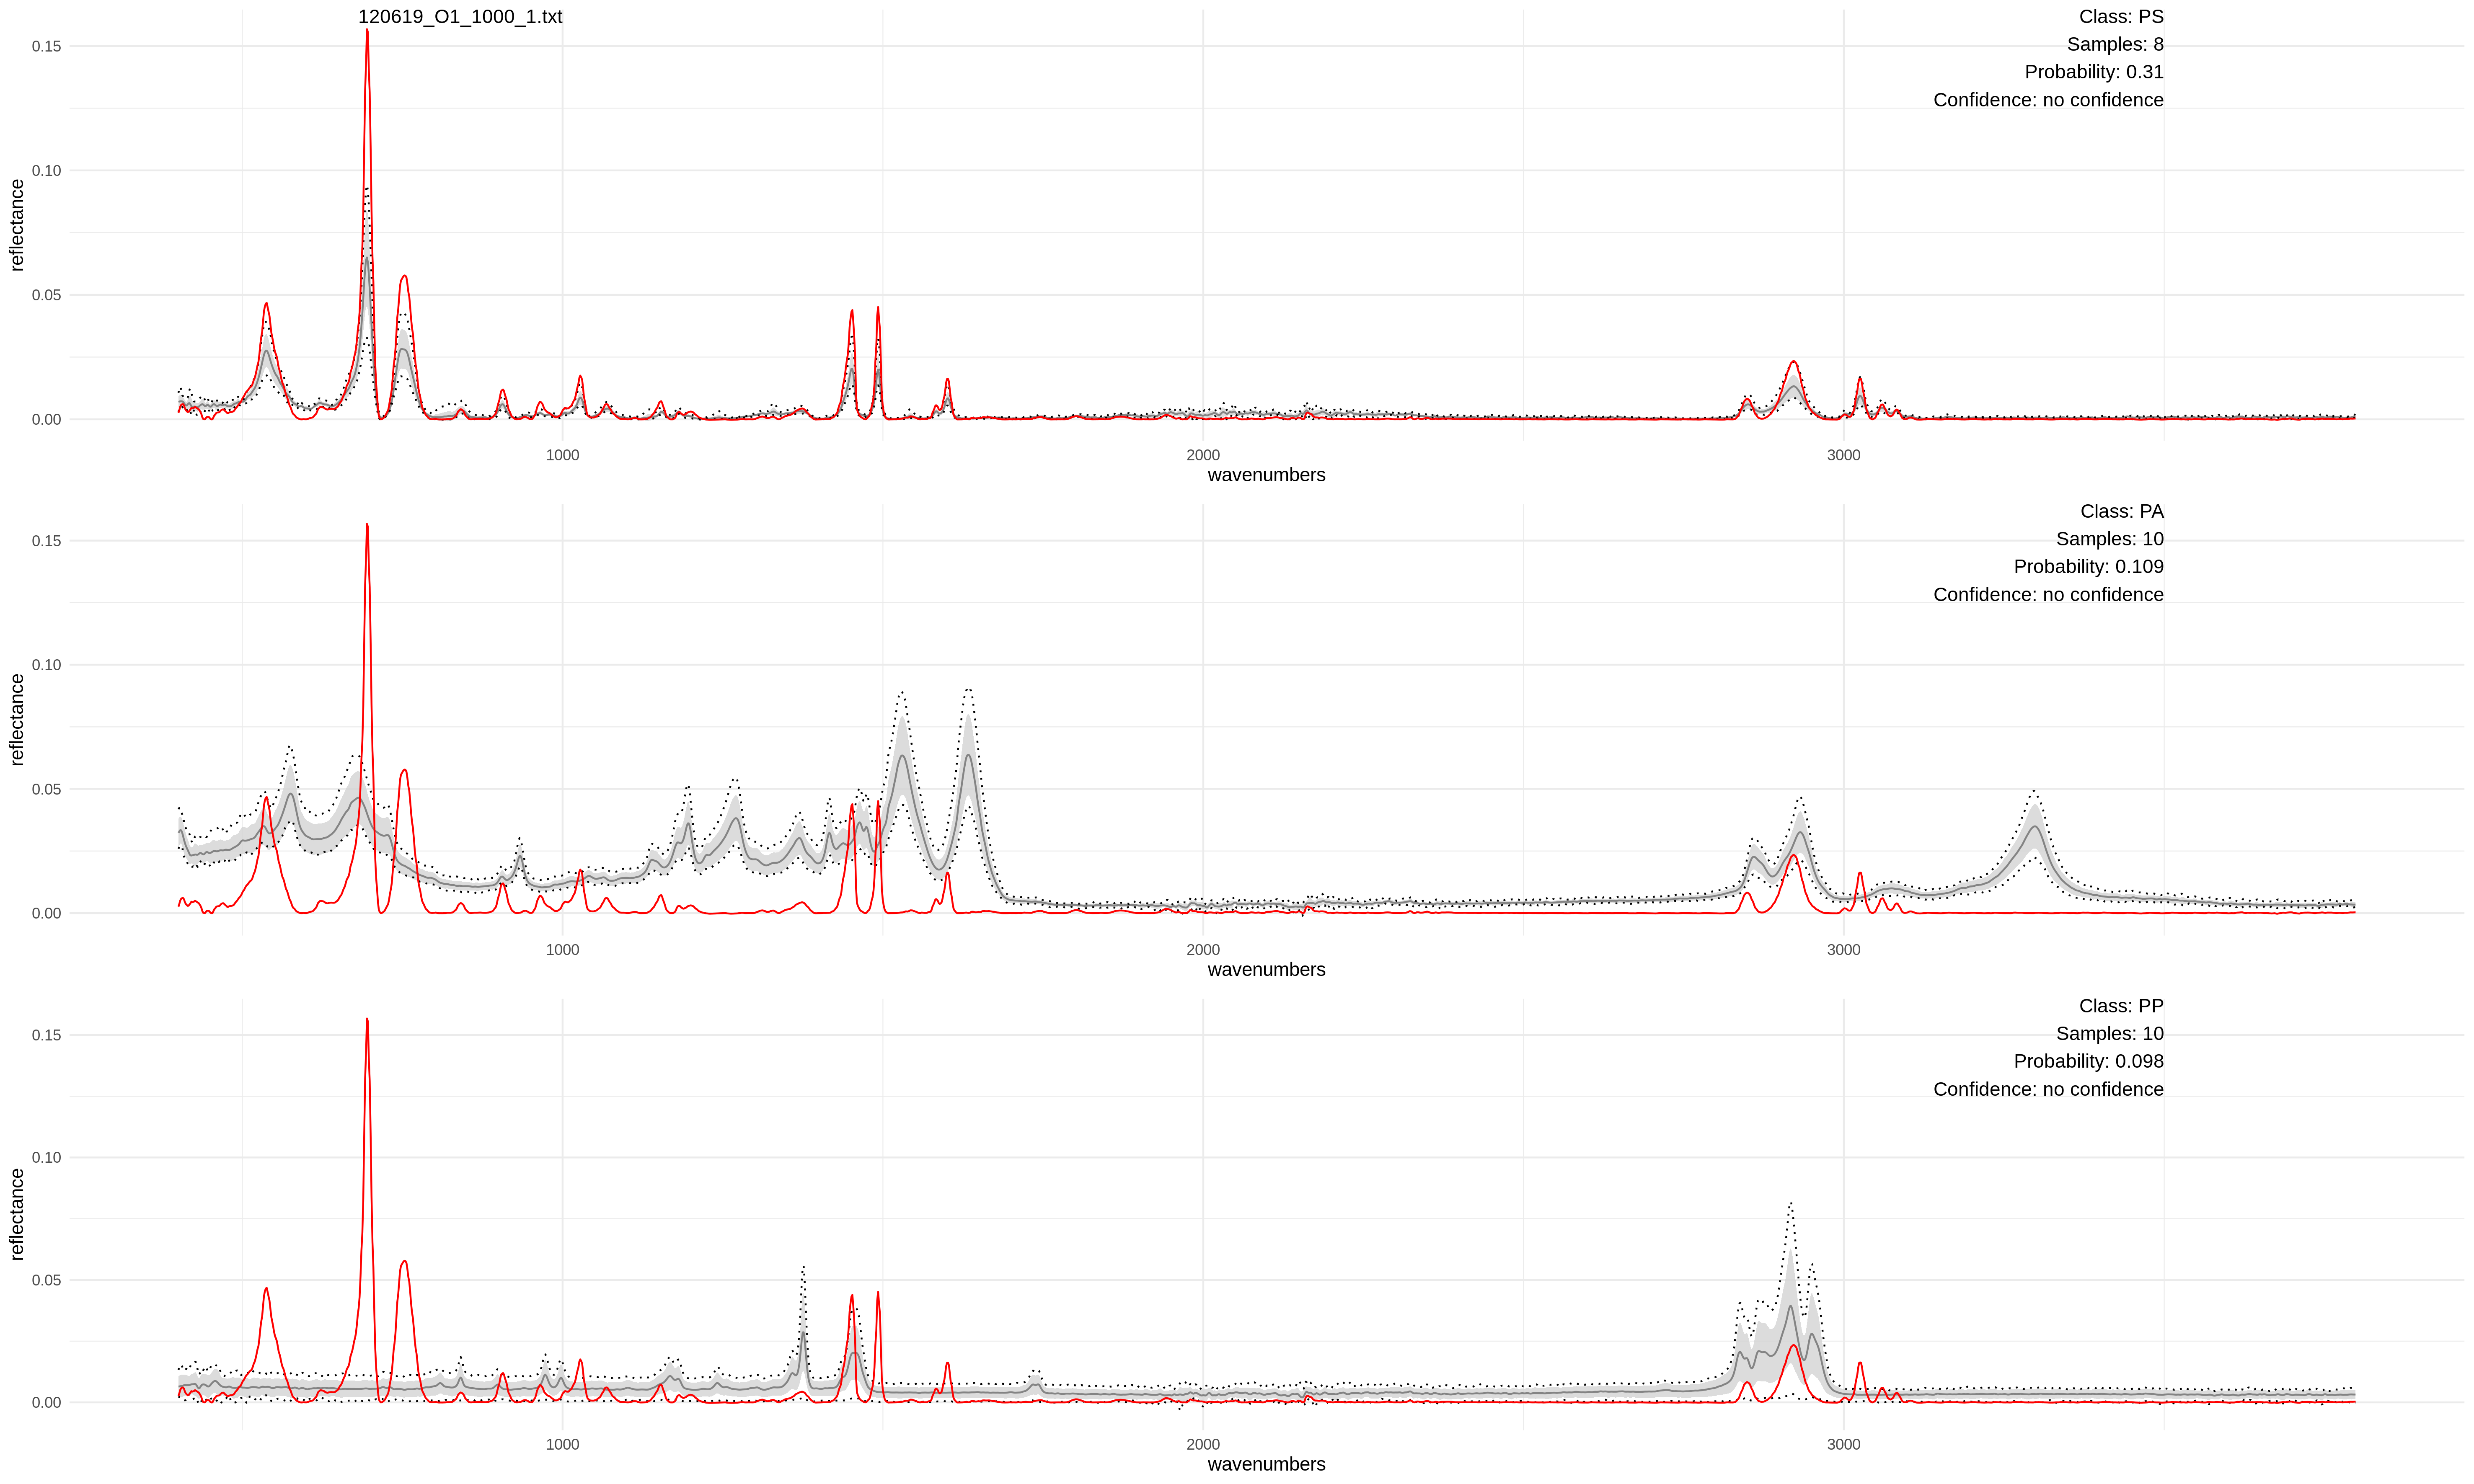 120619_O1_1000_1.txt
Class: PS
Samples: 8
Probability: 0.31
Confidence: no confidence
0.15
0.10
0.05
0.00
reflectance
1000
2000
3000
wavenumbers
Class: PA
Samples: 10
Probability: 0.109
Confidence: no confidence
0.15
0.10
0.05
0.00
reflectance
1000
2000
3000
wavenumbers
Class: PP
Samples: 10
Probability: 0.098
Confidence: no confidence
0.15
0.10
0.05
0.00
reflectance
1000
2000
3000
wavenumbers